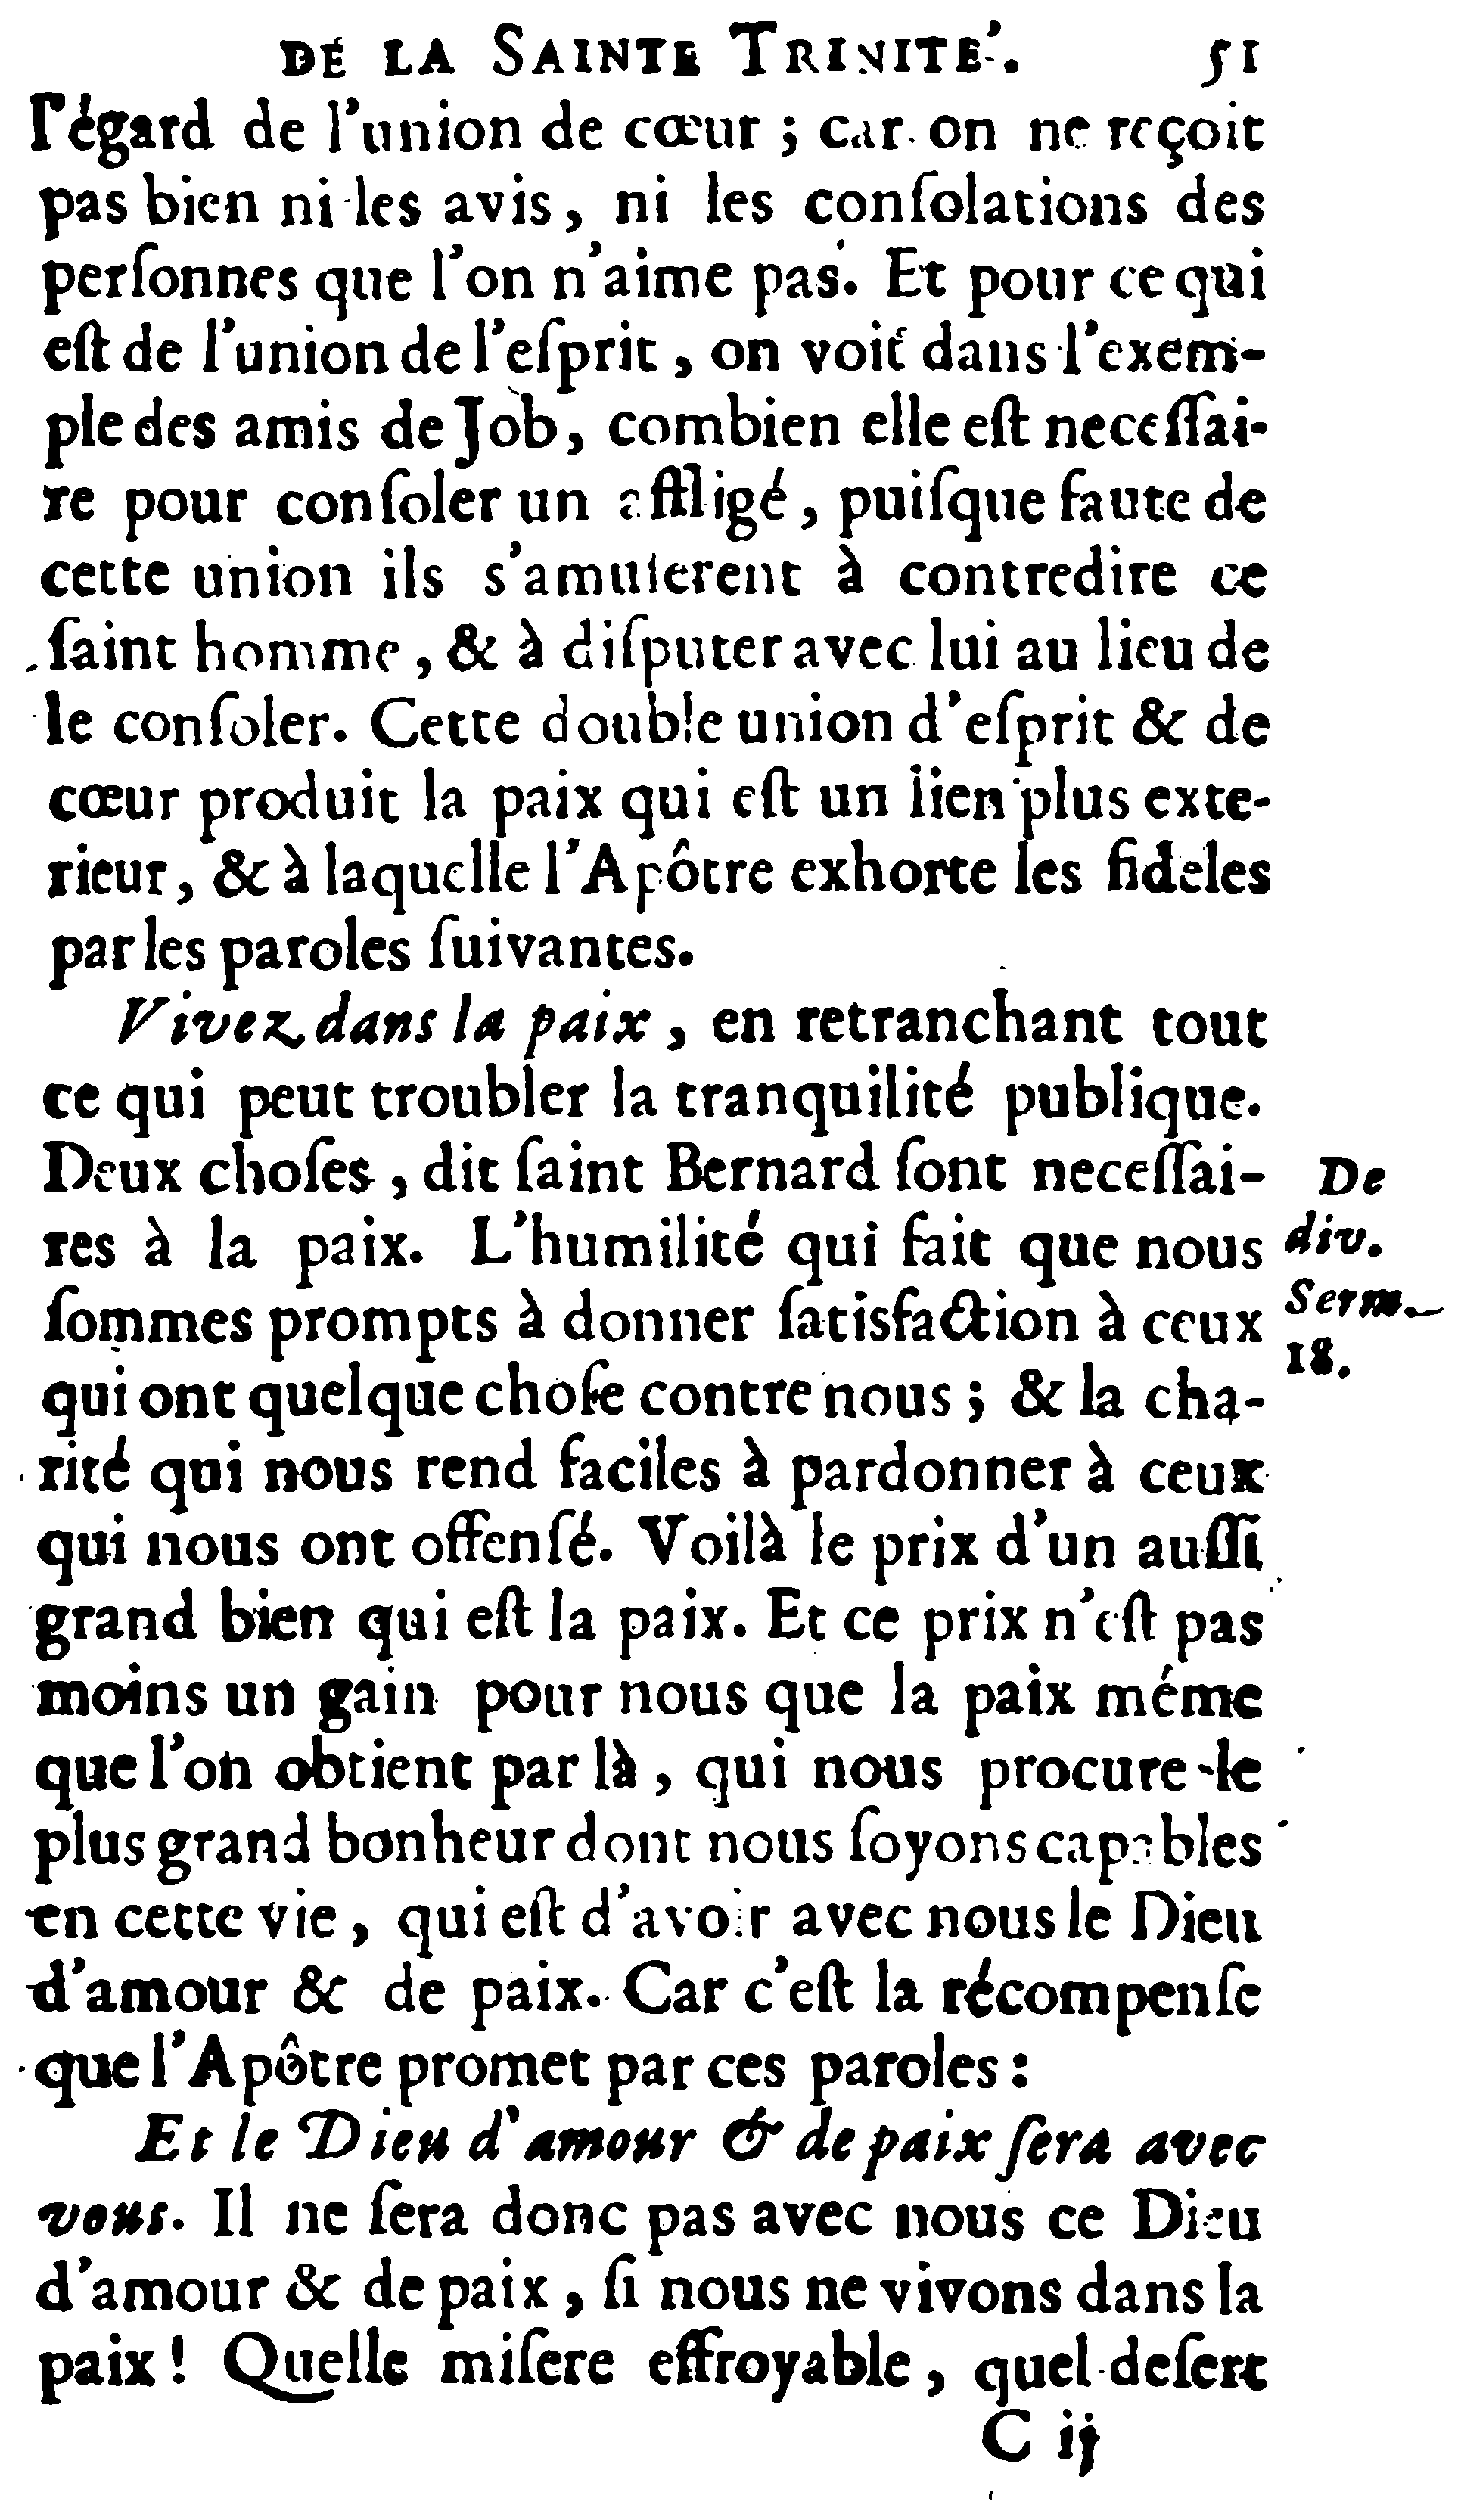 DE LA SAINTE TRINITE'. 51
l'égard de l'union de cœur ; car on ne reçoit
pas bien ni les avis, ni les conſolations des
perſonnes que l'on n'aime pas. Et pour ce qui
eſt de l'union de l'eſprit, on voit dans l'exem-
ple des amis de Job, combien elle eſt neceſſai-
re pour conſoler un affligé, puiſque faute de
cette union ils s'amuſerent à contredire ce
ſaint homme, & à diſputer avec lui au lieu de
le conſoler. Cette double union d'eſprit & de
cœur produit la paix qui eſt un lien plus exte-
rieur, & à laquelle l'Apôtre exhorte les fideles
par les paroles ſuivantes.
Vivez dans la paix, en retranchant tout
ce qui peut troubler la tranquilité publique.
Deux choſes, dit ſaint Bernard ſont neceſſai-
res à la paix. L'humilité qui fait que nous
ſommes prompts à donner ſatisfaction à ceux
qui ont quelque choſe contre nous ; & la cha-
rité qui nous rend faciles à pardonner à ceux
qui nous ont offenſé. Voilà le prix d'un auſſi
grand bien qui eſt la paix. Et ce prix n'eſt pas
moins un gain pour nous que la paix méme
que l'on obtient par là, qui nous procure le
plus grand bonheur dont nous ſoyons capables
en cette vie, qui eſt d'avoir avec nous le Dieu
d'amour & de paix. Car c'eſt la récompenſe
que l'Apôtre promet par ces paroles :
Et le Dieu d'amour & de paix ſera avec
vous. Il ne ſera donc pas avec nous ce Dieu
d'amour & de paix, ſi nous ne vivons dans la
paix ! Quelle miſere effroyable, quel deſert
C ij
De
div.
Serm.
18.